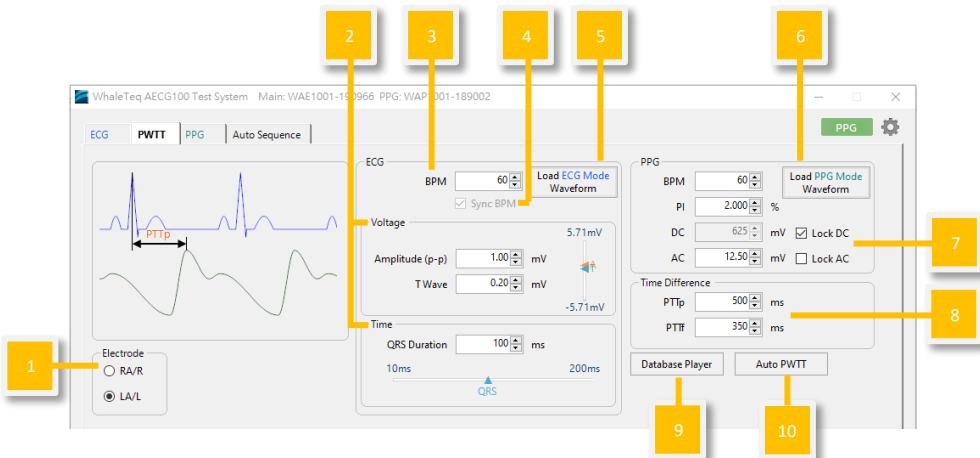 2
3
4
5
6
WhaleTeq AECG100 Test System Main: WAE1001-190966 PPG: WAP1001-189002
ECG
PWTT
PPG
Auto Sequence
PPG
PTTp
Electrode
RA/R
LA/L
1
ECG
BPM 60
Load ECG Mode
Waveform
Sync BPM
Voltage
5.71mV
Amplitude (p-p) 1.00 mV
T Wave 0.20 mV
-5.71mV
Time
QRS Duration 100 ms
10ms 200ms
QRS
PPG
BPM 60
Load PPG Mode
Waveform
PI 2.000 %
DC 625 mV Lock DC
AC 12.50 mV Lock AC
7
Time Difference
PTTp 500 ms
PTTf 350 ms
8
Database Player
Auto PWTT
9
10